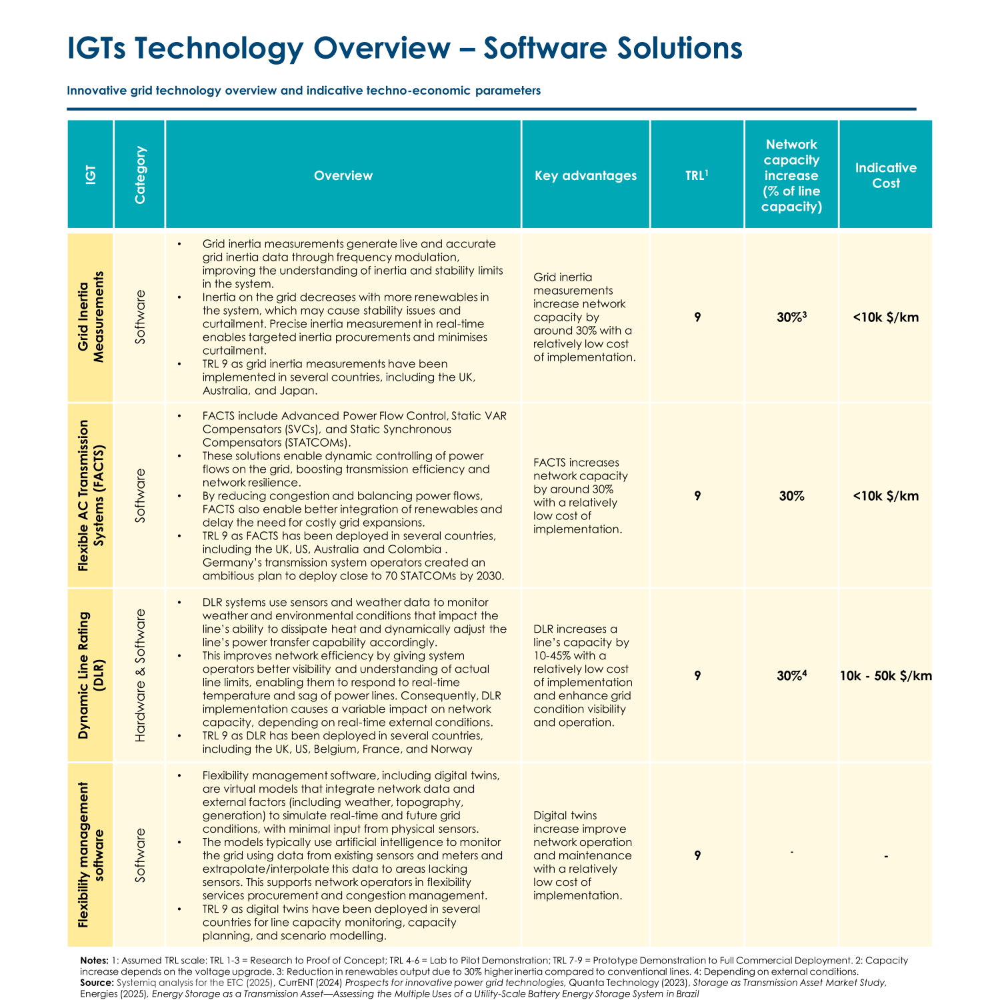 IGTs Technology Overview – Software Solutions
Innovative grid technology overview and indicative techno-economic parameters
IGT
Category
Overview
Key advantages
TRL¹
Network
capacity
increase
(% of line
capacity)
Indicative
Cost
Grid Inertia
Measurements
Software
• Grid inertia measurements generate live and accurate
grid inertia data through frequency modulation,
improving the understanding of inertia and stability limits
in the system.
• Inertia on the grid decreases with more renewables in
the system, which may cause stability issues and
curtailment. Precise inertia measurement in real-time
enables targeted inertia procurements and minimises
curtailment.
• TRL 9 as grid inertia measurements have been
implemented in several countries, including the UK,
Australia, and Japan.
Grid inertia
measurements
increase network
capacity by
around 30% with a
relatively low cost
of implementation.
9
30%³
<10k $/km
Flexible AC Transmission
Systems (FACTS)
Software
• FACTS include Advanced Power Flow Control, Static VAR
Compensators (SVCs), and Static Synchronous
Compensators (STATCOMs).
• These solutions enable dynamic controlling of power
flows on the grid, boosting transmission efficiency and
network resilience.
• By reducing congestion and balancing power flows,
FACTS also enable better integration of renewables and
delay the need for costly grid expansions.
• TRL 9 as FACTS has been deployed in several countries,
including the UK, US, Australia and Colombia .
Germany’s transmission system operators created an
ambitious plan to deploy close to 70 STATCOMs by 2030.
FACTS increases
network capacity
by around 30%
with a relatively
low cost of
implementation.
9
30%
<10k $/km
Dynamic Line Rating
(DLR)
Hardware & Software
• DLR systems use sensors and weather data to monitor
weather and environmental conditions that impact the
line’s ability to dissipate heat and dynamically adjust the
line’s power transfer capability accordingly.
• This improves network efficiency by giving system
operators better visibility and understanding of actual
line limits, enabling them to respond to real-time
temperature and sag of power lines. Consequently, DLR
implementation causes a variable impact on network
capacity, depending on real-time external conditions.
• TRL 9 as DLR has been deployed in several countries,
including the UK, US, Belgium, France, and Norway
DLR increases a
line’s capacity by
10-45% with a
relatively low cost
of implementation
and enhance grid
condition visibility
and operation.
9
30%⁴
10k - 50k $/km
Flexibility management
software
Software
• Flexibility management software, including digital twins,
are virtual models that integrate network data and
external factors (including weather, topography,
generation) to simulate real-time and future grid
conditions, with minimal input from physical sensors.
• The models typically use artificial intelligence to monitor
the grid using data from existing sensors and meters and
extrapolate/interpolate this data to areas lacking
sensors. This supports network operators in flexibility
services procurement and congestion management.
• TRL 9 as digital twins have been deployed in several
countries for line capacity monitoring, capacity
planning, and scenario modelling.
Digital twins
increase improve
network operation
and maintenance
with a relatively
low cost of
implementation.
9
-
-
Notes: 1: Assumed TRL scale: TRL 1-3 = Research to Proof of Concept; TRL 4-6 = Lab to Pilot Demonstration; TRL 7-9 = Prototype Demonstration to Full Commercial Deployment. 2: Capacity
increase depends on the voltage upgrade. 3: Reduction in renewables output due to 30% higher inertia compared to conventional lines. 4: Depending on external conditions.
Source: Systemiq analysis for the ETC (2025), CurrENT (2024) Prospects for innovative power grid technologies, Quanta Technology (2023), Storage as Transmission Asset Market Study,
Energies (2025), Energy Storage as a Transmission Asset—Assessing the Multiple Uses of a Utility-Scale Battery Energy Storage System in Brazil